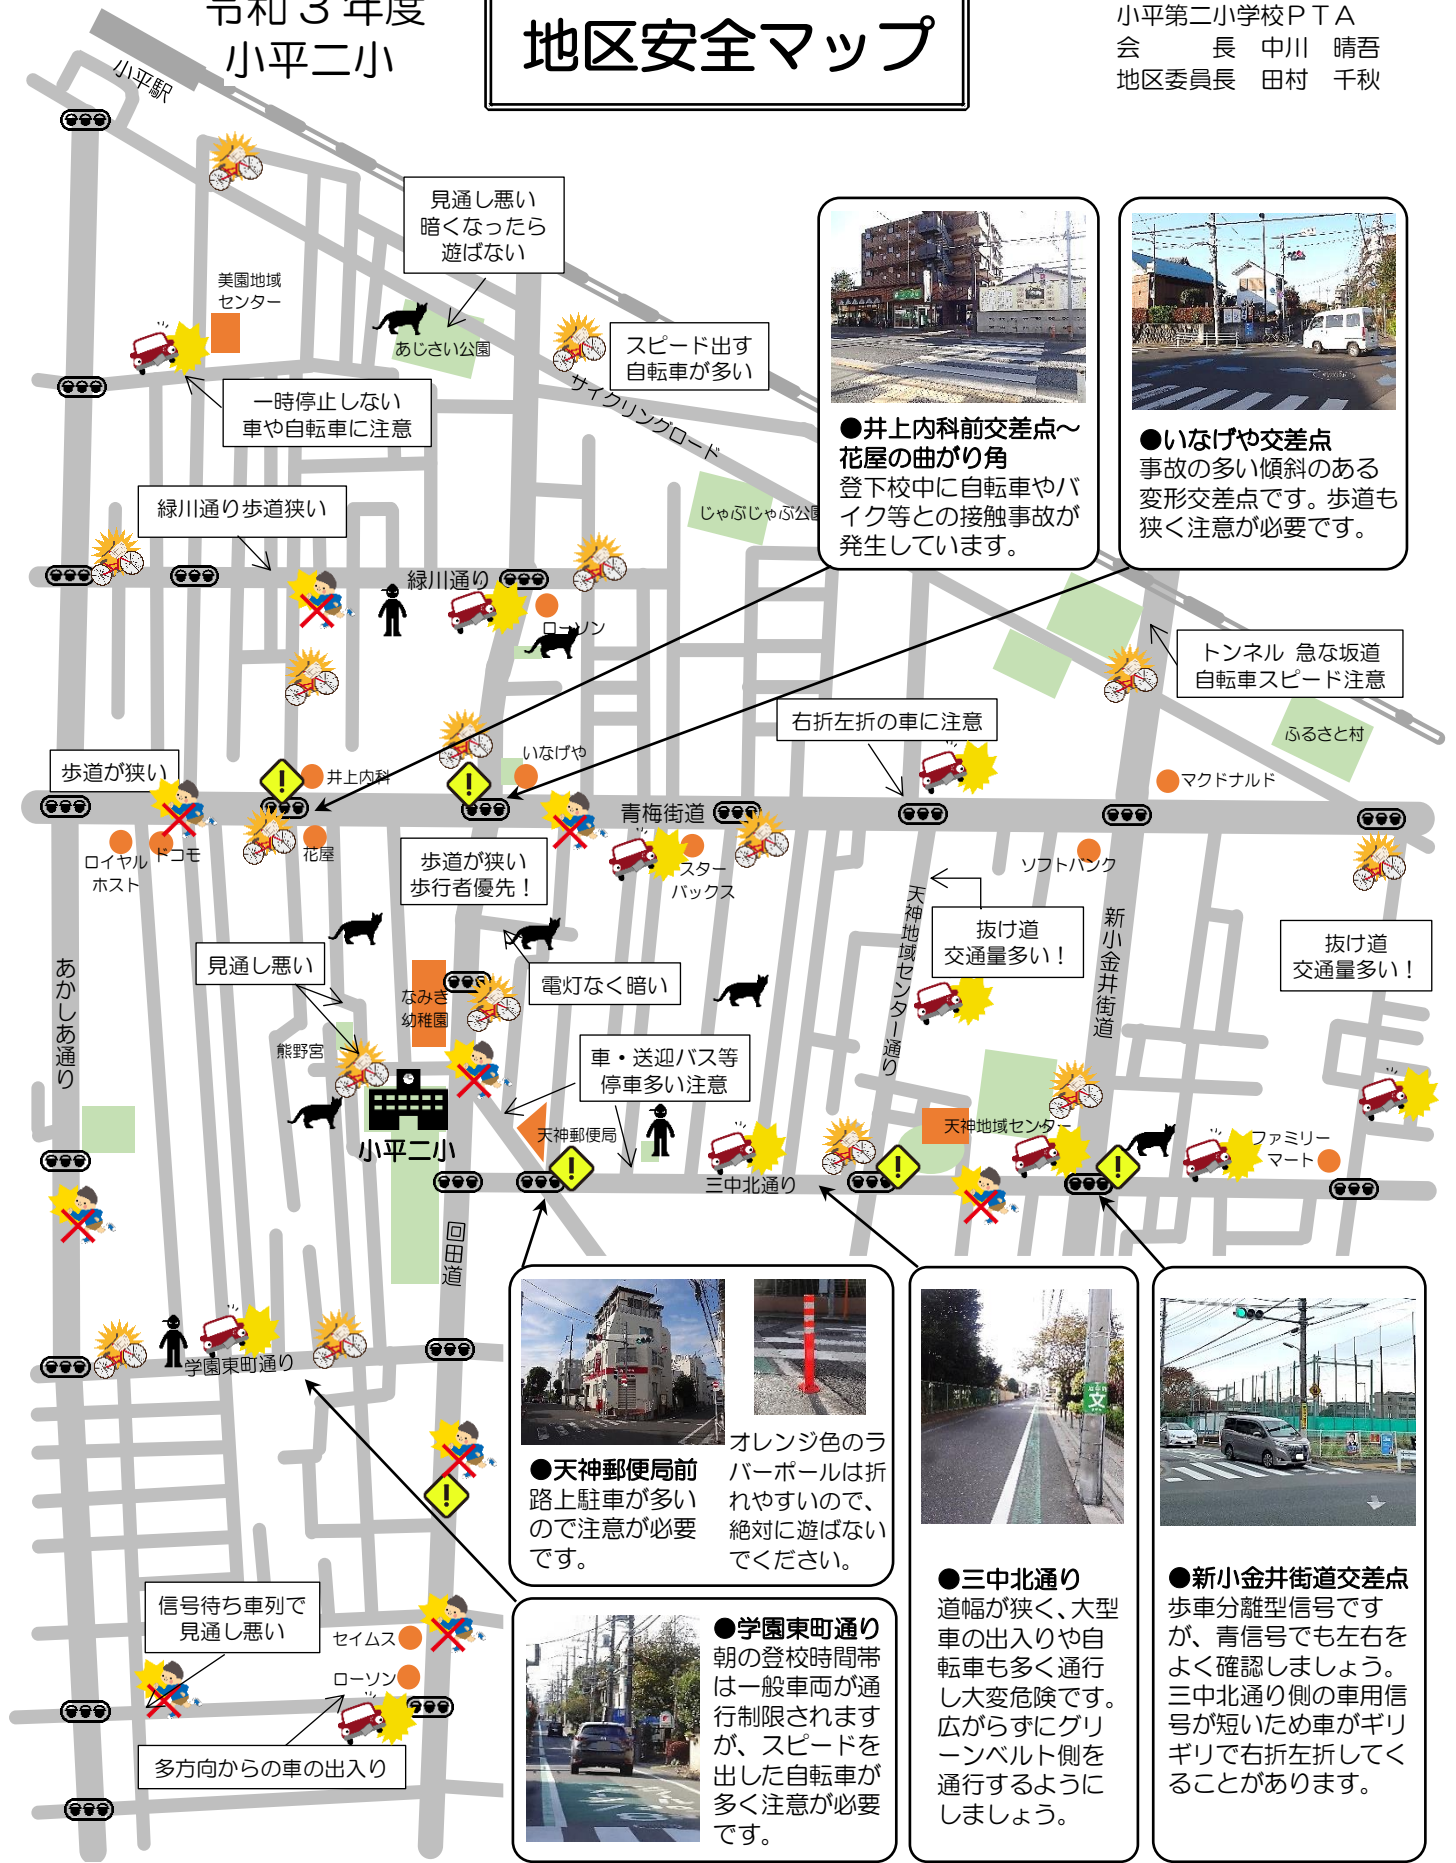 令和３年度
小平二小
地区安全マップ
小平第二小学校ＰＴＡ
会　　　長　中川　晴吾
地区委員長　田村　千秋
小平駅
見通し悪い
暗くなったら
遊ばない
美園地域
センター
あじさい公園
スピード出す
自転車が多い
サイクリングロード
一時停止しない
車や自転車に注意
じゃぶじゃぶ公園
緑川通り歩道狭い
緑川通り
ローソン
●井上内科前交差点～
花屋の曲がり角
登下校中に自転車やバ
イク等との接触事故が
発生しています。
●いなげや交差点
事故の多い傾斜のある
変形交差点です。歩道も
狭く注意が必要です。
トンネル 急な坂道
自転車スピード注意
右折左折の車に注意
ふるさと村
歩道が狭い
井上内科
いなげや
マクドナルド
青梅街道
ロイヤル
ホスト
ドコモ
花屋
歩道が狭い
歩行者優先！
スター
バックス
ソフトバンク
天神地域センター通り
抜け道
交通量多い！
新小金井街道
抜け道
交通量多い！
見通し悪い
電灯なく暗い
あかしあ通り
なみき
幼稚園
熊野宮
車・送迎バス等
停車多い注意
小平二小
天神郵便局
天神地域センター
ファミリー
マート
三中北通り
回田道
学園東町通り
●天神郵便局前
路上駐車が多い
ので注意が必要
です。
オレンジ色のラ
バーポールは折
れやすいので、
絶対に遊ばない
でください。
文
●三中北通り
道幅が狭く、大型
車の出入りや自
転車も多く通行
し大変危険です。
広がらずにグリ
ーンベルト側を
通行するように
しましょう。
●新小金井街道交差点
歩車分離型信号です
が、青信号でも左右を
よく確認しましょう。
三中北通り側の車用信
号が短いため車がギリ
ギリで右折左折してく
ることがあります。
●学園東町通り
朝の登校時間帯
は一般車両が通
行制限されます
が、スピードを
出した自転車が
多く注意が必要
です。
信号待ち車列で
見通し悪い
セイムス
ローソン
多方向からの車の出入り